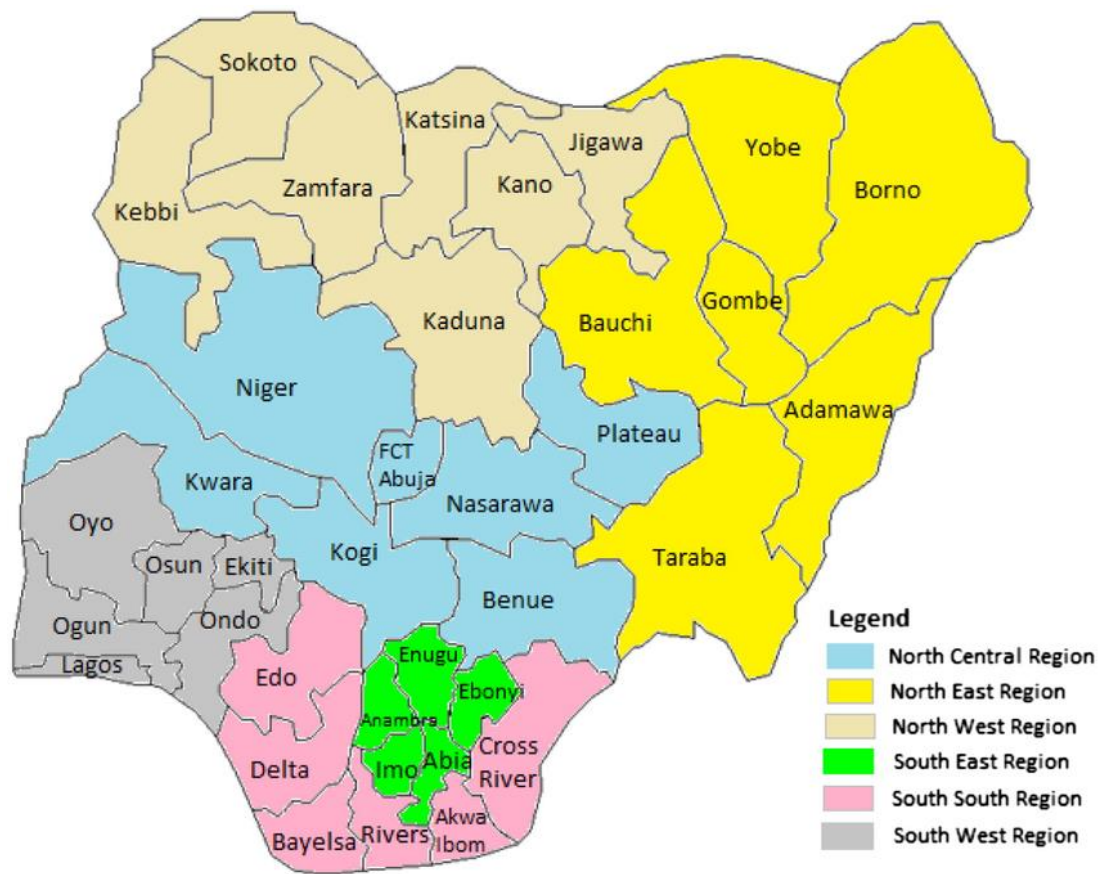 Sokoto
Katsina
Jigawa
Yobe
Kano
Zamfara
Borno
Kebbi
Gombe
Kaduna
Bauchi
Niger
Adamawa
Plateau
FCT
Abuja
Kwara
Nasarawa
Oyo
Kogi
Taraba
Osun
Ekiti
Benue
Ondo
Ogun
Lagos
Enugu
Edo
Ebonyi
Anambra
Cross
River
Abia
Imo
Delta
Akwa
Ibom
Rivers
Bayelsa
Legend
North Central Region
North East Region
North West Region
South East Region
South South Region
South West Region